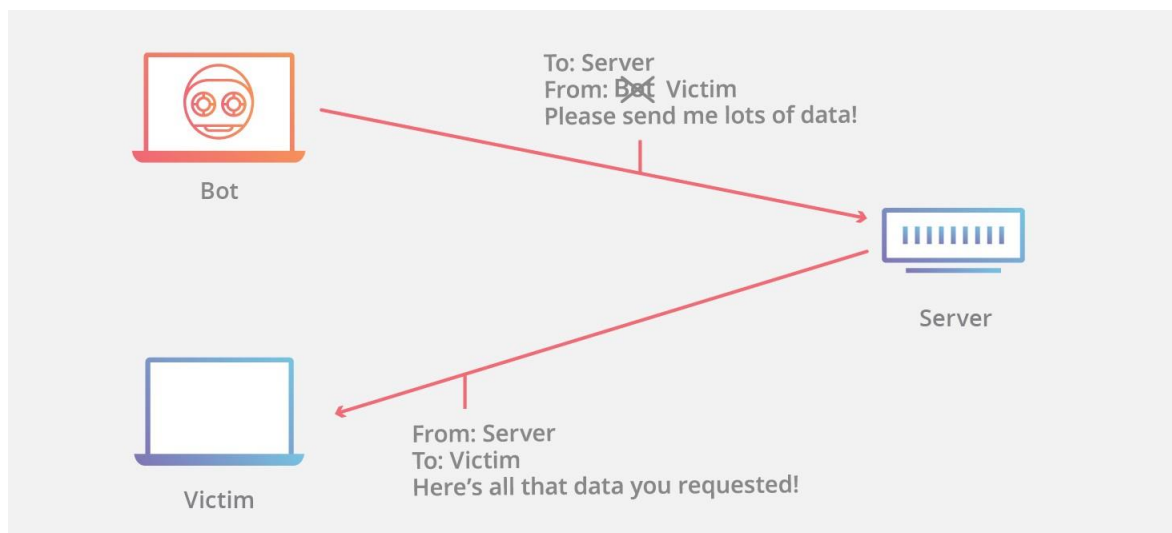 To: Server
From: Bot Victim
Please send me lots of data!
Bot
Server
From: Server
To: Victim
Here's all that data you requested!
Victim